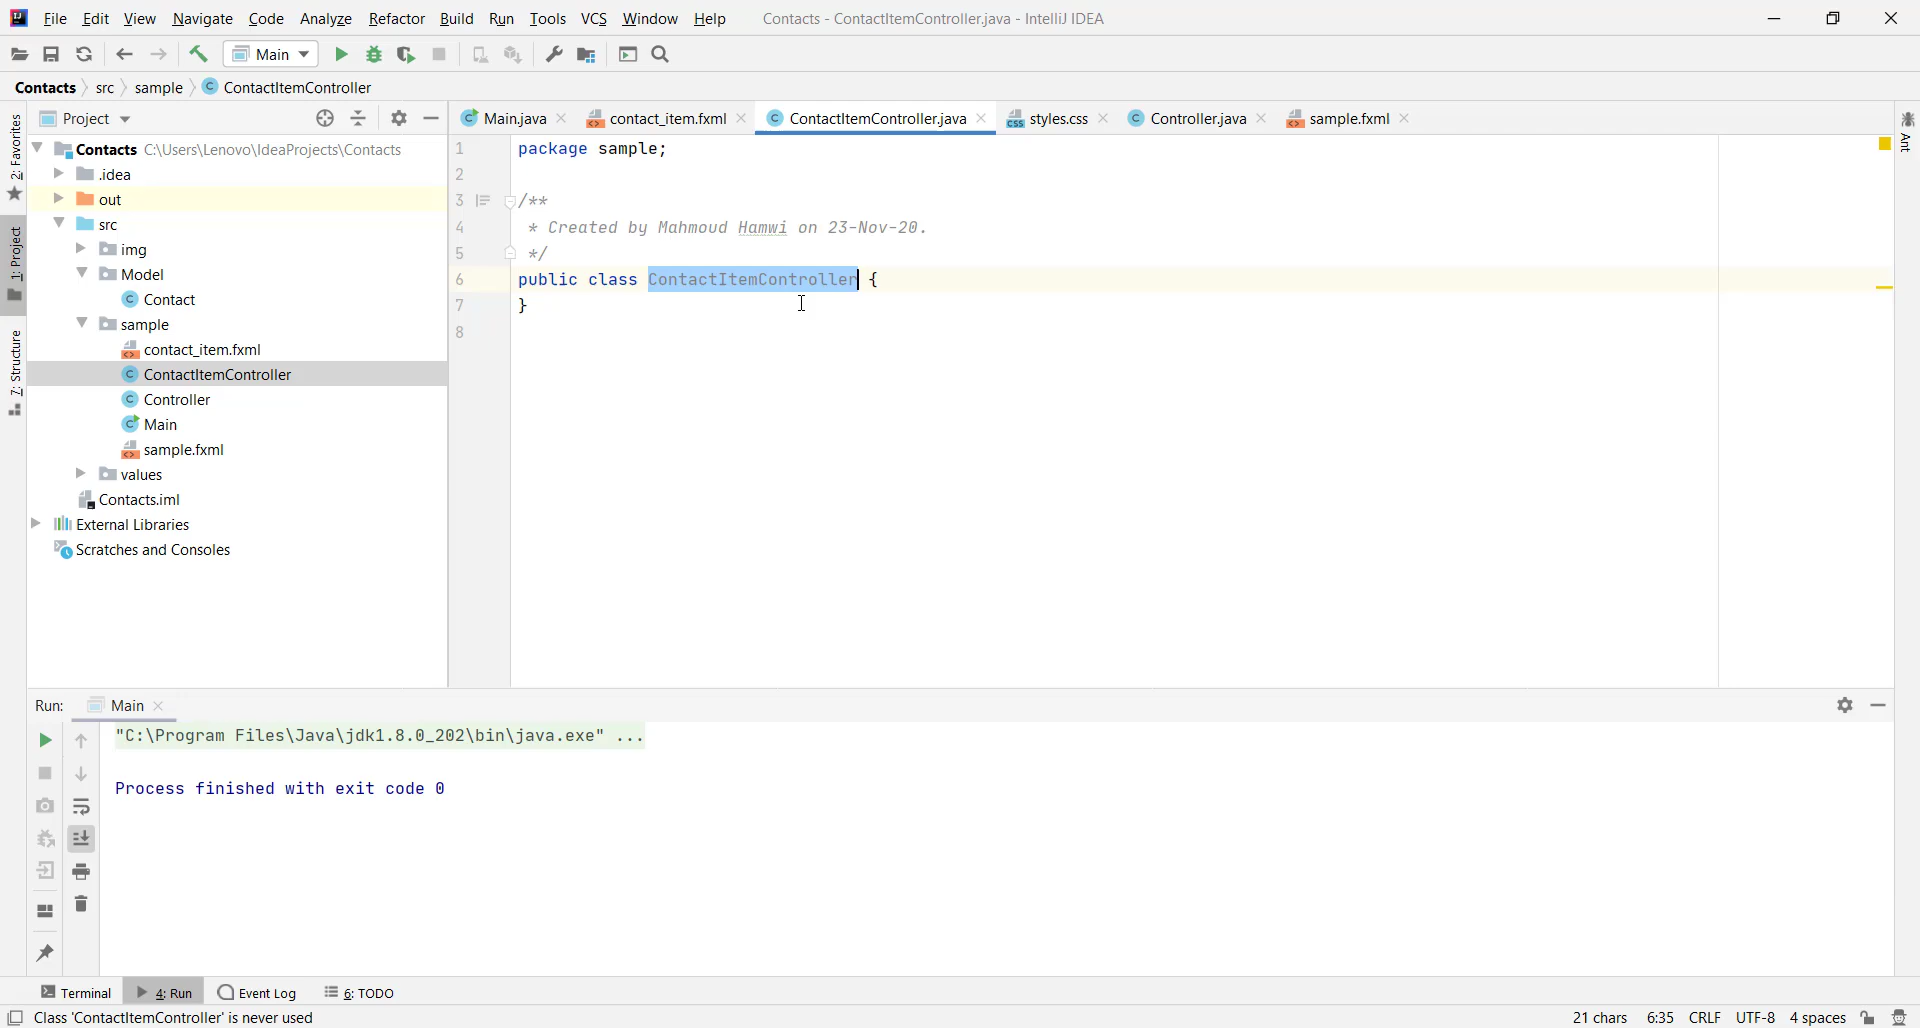 File Edit View Navigate Code Analyze Refactor Build Run Tools VCS Window Help Contacts - ContactItemController.java - IntelliJ IDEA
Main
Contacts src sample C ContactItemController
Project
Main.java contact_item.fxml ContactItemController.java styles.css Controller.java sample.fxml
2: Favorites
1: Project
7: Structure
Ant
Contacts C:\Users\Lenovo\IdeaProjects\Contacts
.idea
out
src
img
Model
Contact
sample
contact_item.fxml
ContactItemController
Controller
Main
sample.fxml
values
Contacts.iml
External Libraries
Scratches and Consoles
1 package sample;
2
3 /**
4 * Created by Mahmoud Hamwi on 23-Nov-20.
5 */
6 public class ContactItemController {
7 }
8
Run: Main
"C:\Program Files\Java\jdk1.8.0_202\bin\java.exe" ...
Process finished with exit code 0
Terminal 4: Run Event Log 6: TODO
Class 'ContactItemController' is never used 21 chars 6:35 CRLF UTF-8 4 spaces